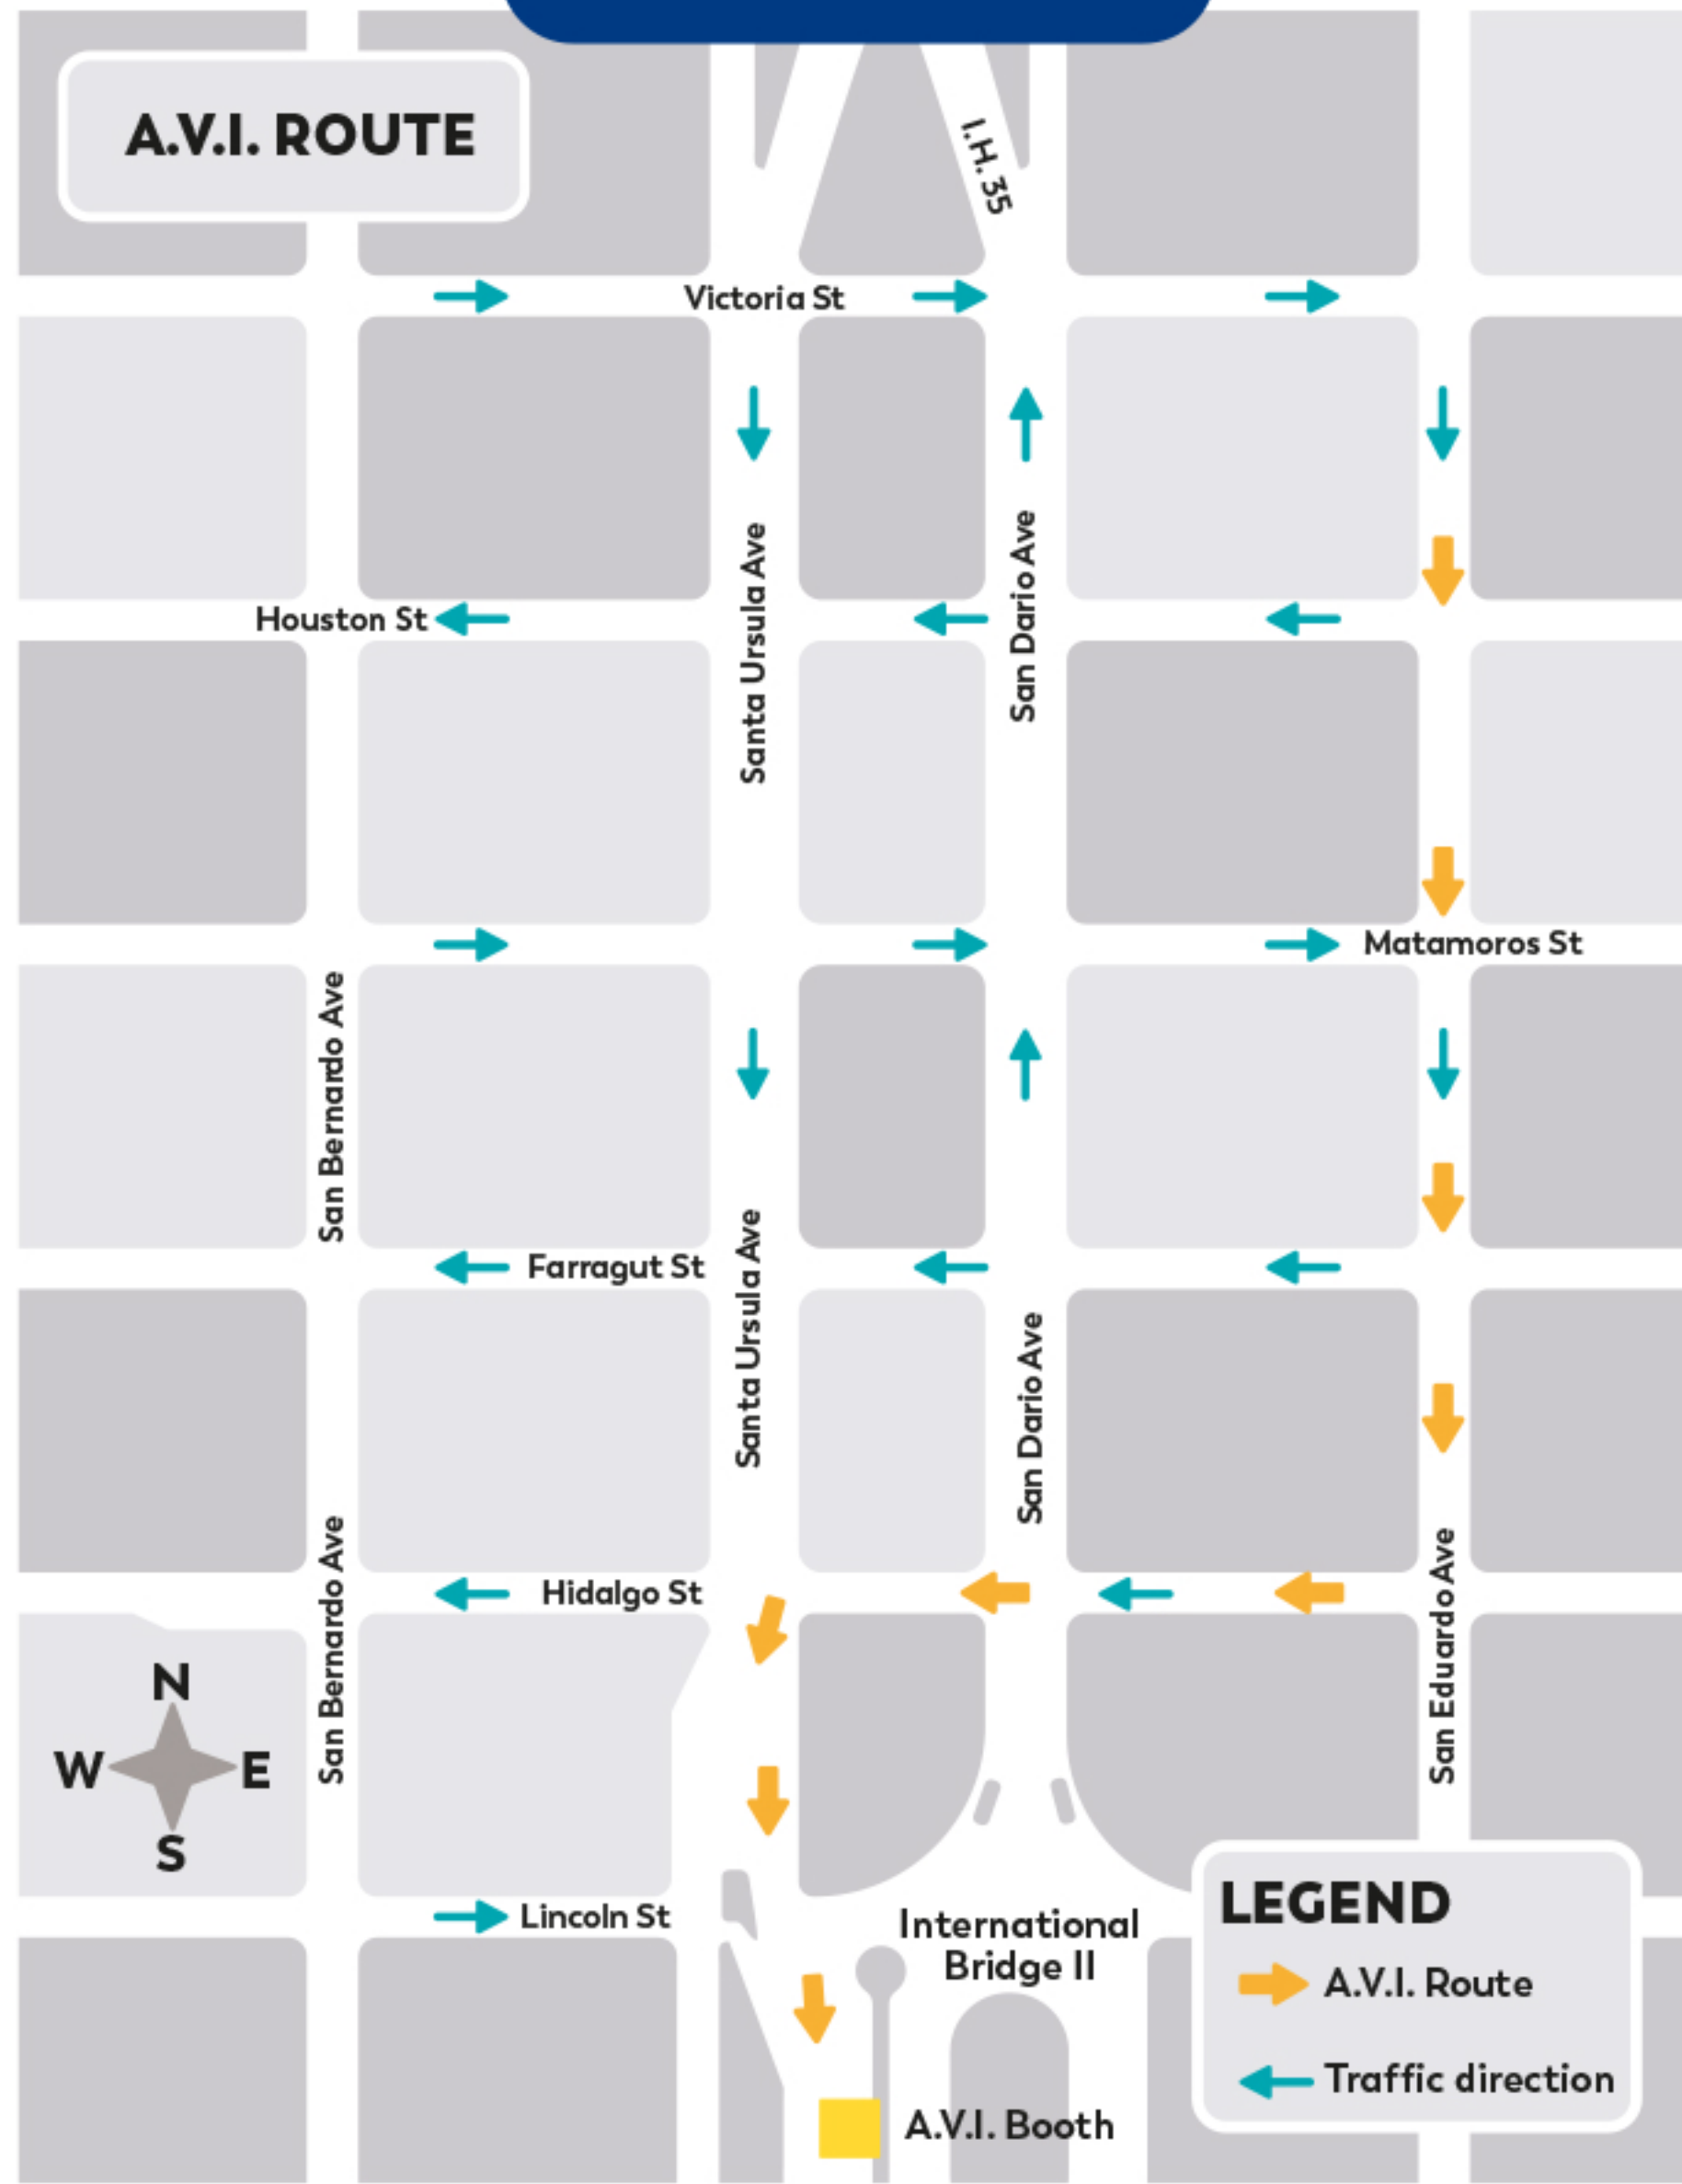 A.V.I. ROUTE
I.H. 35
Victoria St
Santa Ursula Ave
San Dario Ave
Houston St
Matamoros St
San Bernardo Ave
Santa Ursula Ave
Farragut St
San Dario Ave
San Bernardo Ave
Hidalgo St
San Eduardo Ave
N
W E
S
Lincoln St
International
Bridge II
A.V.I. Booth
LEGEND
A.V.I. Route
Traffic direction